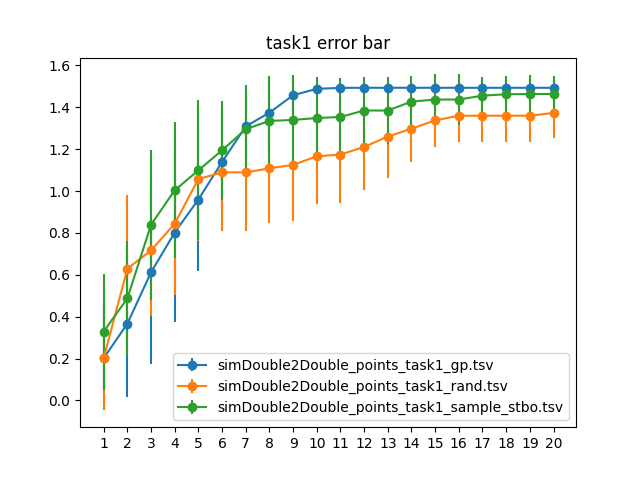 task1 error bar
1.6
1.4
1.2
1.0
0.8
0.6
0.4
0.2
0.0
simDouble2Double_points_task1_gp.tsv
simDouble2Double_points_task1_rand.tsv
simDouble2Double_points_task1_sample_stbo.tsv
1 2 3 4 5 6 7 8 9 10 11 12 13 14 15 16 17 18 19 20